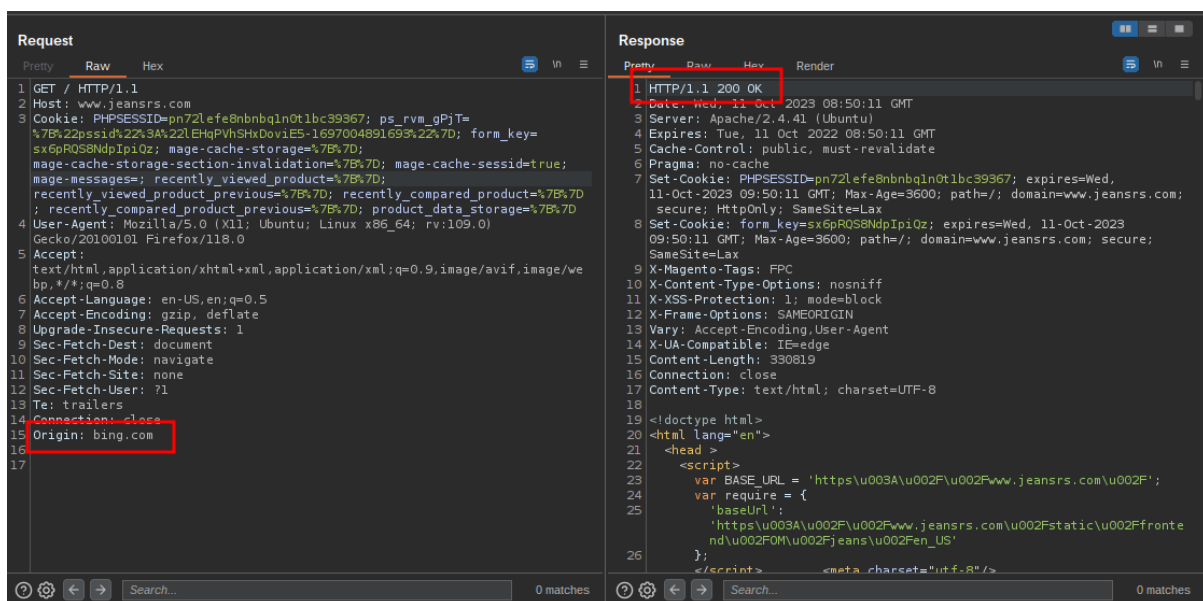 Request
Pretty Raw Hex
\n
1 GET / HTTP/1.1
2 Host: www.jeansrs.com
3 Cookie: PHPSESSID=pn72lefe8nbnbq1n0t1bc39367; ps_rvm_gPjT=
%7B%22pssid%22%3A%22lEHqPVhSHxDoviE5-1697004891693%22%7D; form_key=
sx6pRQS8NdpIpiQz; mage-cache-storage=%7B%7D;
mage-cache-storage-section-invalidation=%7B%7D; mage-cache-sessid=true;
mage-messages=; recently_viewed_product=%7B%7D;
recently_viewed_product_previous=%7B%7D; recently_compared_product=%7B%7D
; recently_compared_product_previous=%7B%7D; product_data_storage=%7B%7D
4 User-Agent: Mozilla/5.0 (X11; Ubuntu; Linux x86_64; rv:109.0)
Gecko/20100101 Firefox/118.0
5 Accept:
text/html,application/xhtml+xml,application/xml;q=0.9,image/avif,image/we
bp,*/*;q=0.8
6 Accept-Language: en-US,en;q=0.5
7 Accept-Encoding: gzip, deflate
8 Upgrade-Insecure-Requests: 1
9 Sec-Fetch-Dest: document
10 Sec-Fetch-Mode: navigate
11 Sec-Fetch-Site: none
12 Sec-Fetch-User: ?1
13 Te: trailers
14 Connection: close
15 Origin: bing.com
16
17
Search...
0 matches
Response
Pretty Raw Hex Render
\n
1 HTTP/1.1 200 OK
2 Date: Wed, 11 Oct 2023 08:50:11 GMT
3 Server: Apache/2.4.41 (Ubuntu)
4 Expires: Tue, 11 Oct 2022 08:50:11 GMT
5 Cache-Control: public, must-revalidate
6 Pragma: no-cache
7 Set-Cookie: PHPSESSID=pn72lefe8nbnbq1n0t1bc39367; expires=Wed,
11-Oct-2023 09:50:11 GMT; Max-Age=3600; path=/; domain=www.jeansrs.com;
secure; HttpOnly; SameSite=Lax
8 Set-Cookie: form_key=sx6pRQS8NdpIpiQz; expires=Wed, 11-Oct-2023
09:50:11 GMT; Max-Age=3600; path=/; domain=www.jeansrs.com; secure;
SameSite=Lax
9 X-Magento-Tags: FPC
10 X-Content-Type-Options: nosniff
11 X-XSS-Protection: 1; mode=block
12 X-Frame-Options: SAMEORIGIN
13 Vary: Accept-Encoding,User-Agent
14 X-UA-Compatible: IE=edge
15 Content-Length: 330819
16 Connection: close
17 Content-Type: text/html; charset=UTF-8
18
19 <!doctype html>
20 <html lang="en">
21 <head >
22 <script>
23 var BASE_URL = 'https\u003A\u002F\u002Fwww.jeansrs.com\u002F';
24 var require = {
25 'baseUrl':
'https\u003A\u002F\u002Fwww.jeansrs.com\u002Fstatic\u002Ffronte
nd\u002FOM\u002Fjeans\u002Fen_US'
26 };
</script> <meta charset="utf-8"/>
Search...
0 matches